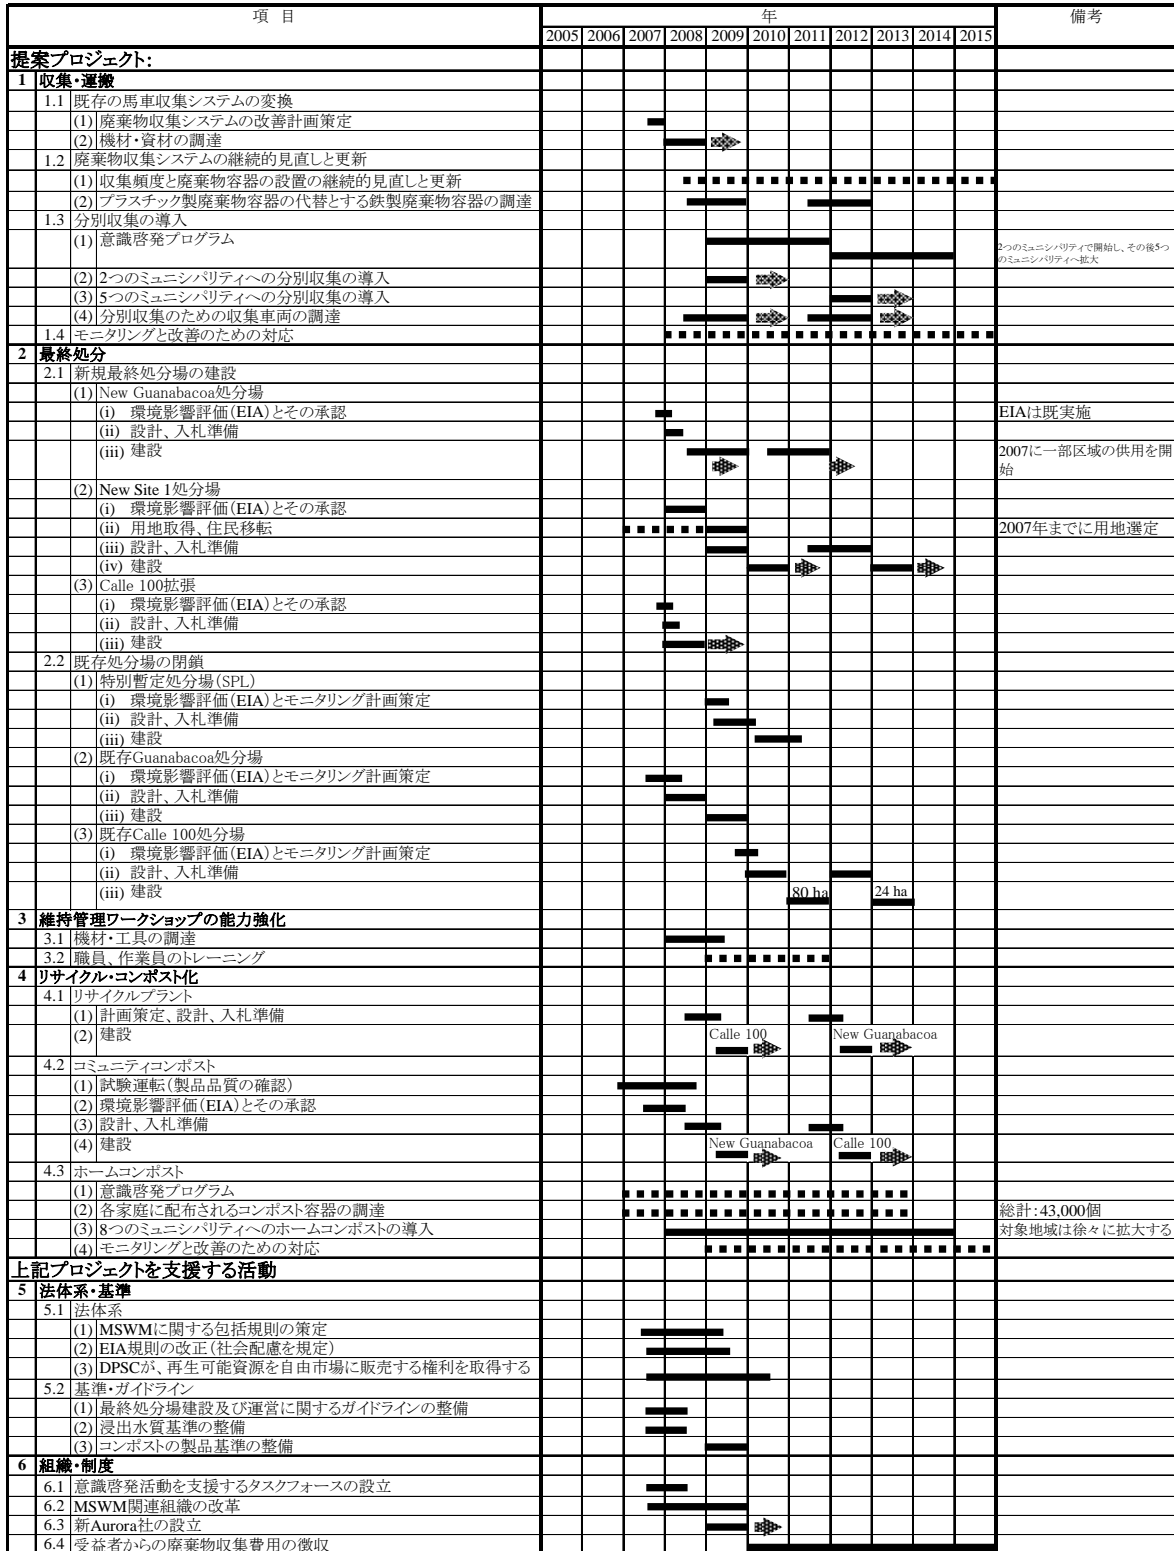 項 目 年 備考
2005 2006 2007 2008 2009 2010 2011 2012 2013 2014 2015
提案プロジェクト:
1 収集・運搬
1.1 既存の馬車収集システムの変換
(1) 廃棄物収集システムの改善計画策定
(2) 機材・資材の調達
1.2 廃棄物収集システムの継続的見直しと更新
(1) 収集頻度と廃棄物容器の設置の継続的見直しと更新
(2) プラスチック製廃棄物容器の代替とする鉄製廃棄物容器の調達
1.3 分別収集の導入
(1) 意識啓発プログラム 2つのミュニシパリティで開始し、その後5つ
のミュニシパリティへ拡大
(2) 2つのミュニシパリティへの分別収集の導入
(3) 5つのミュニシパリティへの分別収集の導入
(4) 分別収集のための収集車両の調達
1.4 モニタリングと改善のための対応
2 最終処分
2.1 新規最終処分場の建設
(1) New Guanabacoa処分場
(i) 環境影響評価(EIA)とその承認 EIAは既実施
(ii) 設計、入札準備
(iii) 建設 2007に一部区域の供用を開
始
(2) New Site 1処分場
(i) 環境影響評価(EIA)とその承認
(ii) 用地取得、住民移転 2007年までに用地選定
(iii) 設計、入札準備
(iv) 建設
(3) Calle 100拡張
(i) 環境影響評価(EIA)とその承認
(ii) 設計、入札準備
(iii) 建設
2.2 既存処分場の閉鎖
(1) 特別暫定処分場(SPL)
(i) 環境影響評価(EIA)とモニタリング計画策定
(ii) 設計、入札準備
(iii) 建設
(2) 既存Guanabacoa処分場
(i) 環境影響評価(EIA)とモニタリング計画策定
(ii) 設計、入札準備
(iii) 建設
(3) 既存Calle 100処分場
(i) 環境影響評価(EIA)とモニタリング計画策定
(ii) 設計、入札準備
(iii) 建設 80 ha 24 ha
3 維持管理ワークショップの能力強化
3.1 機材・工具の調達
3.2 職員、作業員のトレーニング
4 リサイクル・コンポスト化
4.1 リサイクルプラント
(1) 計画策定、設計、入札準備
(2) 建設 Calle 100 New Guanabacoa
4.2 コミュニティコンポスト
(1) 試験運転(製品品質の確認)
(2) 環境影響評価(EIA)とその承認
(3) 設計、入札準備
(4) 建設 New Guanabacoa Calle 100
4.3 ホームコンポスト
(1) 意識啓発プログラム
(2) 各家庭に配布されるコンポスト容器の調達 総計:43,000個
(3) 8つのミュニシパリティへのホームコンポストの導入 対象地域は徐々に拡大する
(4) モニタリングと改善のための対応
上記プロジェクトを支援する活動
5 法体系・基準
5.1 法体系
(1) MSWMに関する包括規則の策定
(2) EIA規則の改正(社会配慮を規定)
(3) DPSCが、再生可能資源を自由市場に販売する権利を取得する
5.2 基準・ガイドライン
(1) 最終処分場建設及び運営に関するガイドラインの整備
(2) 浸出水質基準の整備
(3) コンポストの製品基準の整備
6 組織・制度
6.1 意識啓発活動を支援するタスクフォースの設立
6.2 MSWM関連組織の改革
6.3 新Aurora社の設立
6.4 受益者からの廃棄物収集費用の徴収